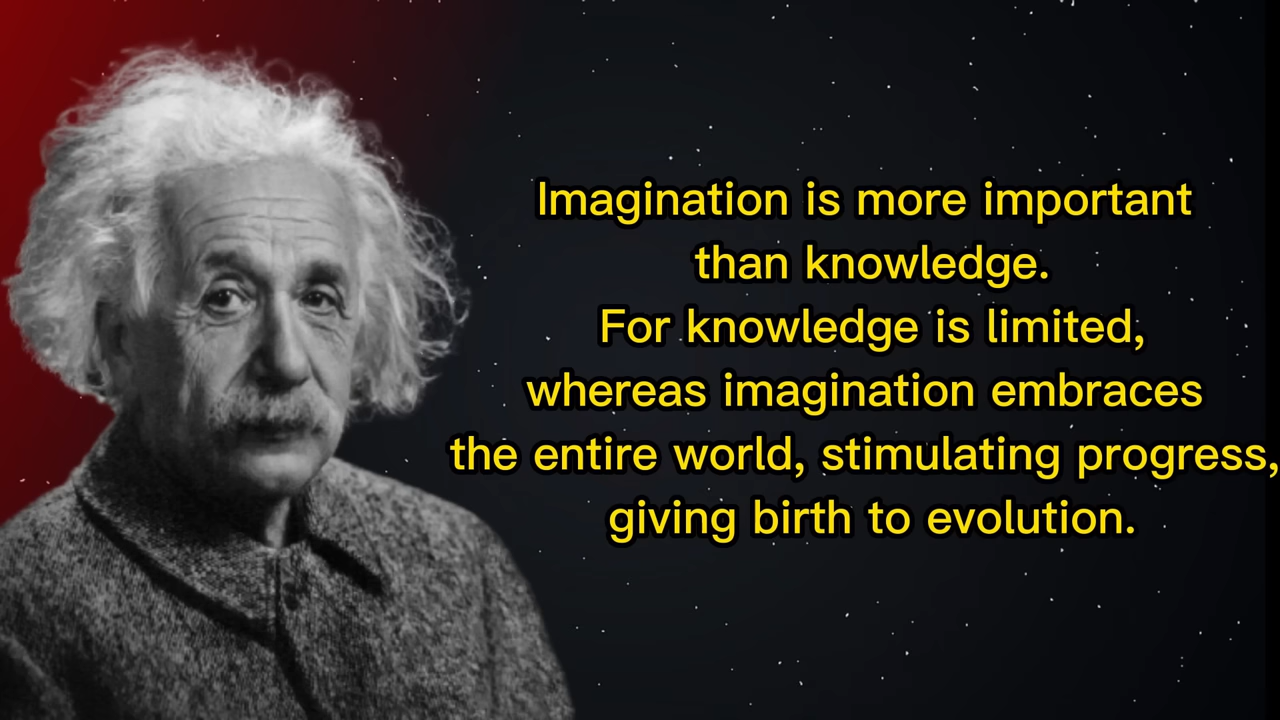 Imagination is more important
than knowledge.
For knowledge is limited,
whereas imagination embraces
the entire world, stimulating progress,
giving birth to evolution.